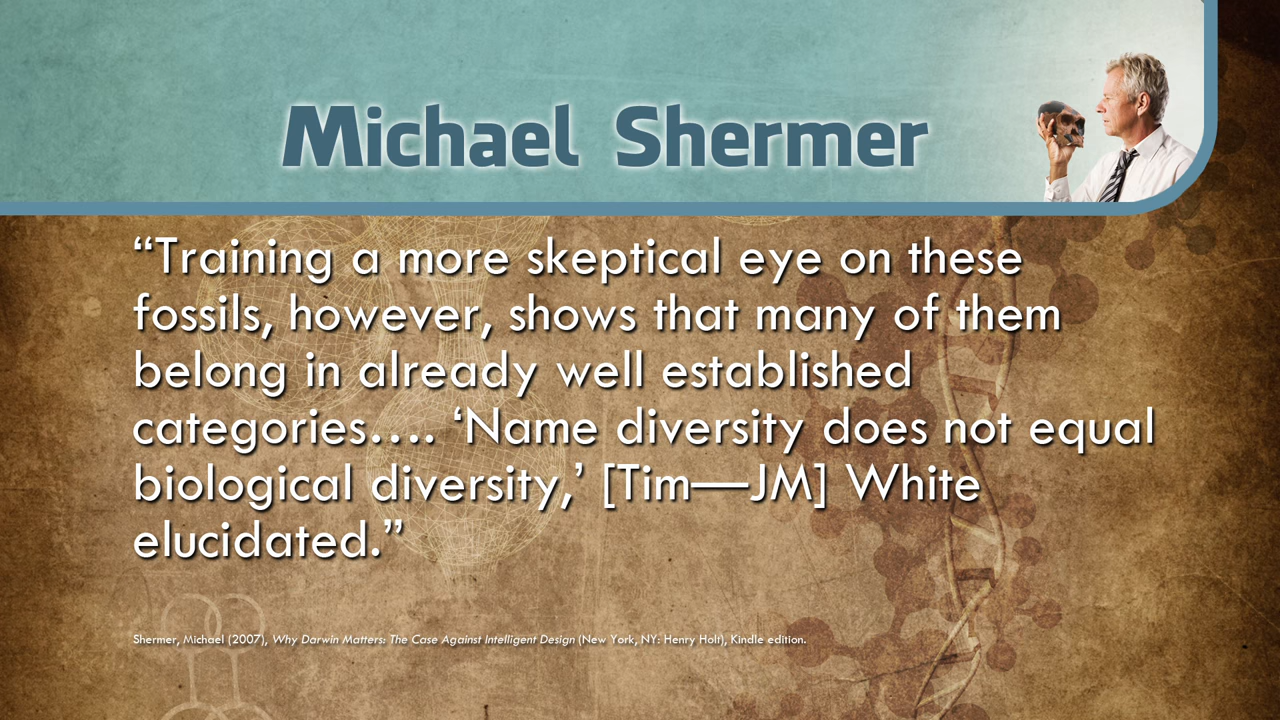 Michael Shermer
“Training a more skeptical eye on these
fossils, however, shows that many of them
belong in already well established
categories…. ‘Name diversity does not equal
biological diversity,’ [Tim—JM] White
elucidated.”
Shermer, Michael (2007), Why Darwin Matters: The Case Against Intelligent Design (New York, NY: Henry Holt), Kindle edition.